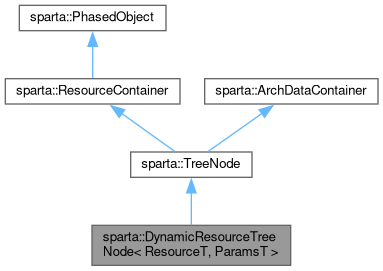 sparta::PhasedObject
sparta::ResourceContainer
sparta::ArchDataContainer
sparta::TreeNode
sparta::DynamicResourceTree
Node< ResourceT, ParamsT >